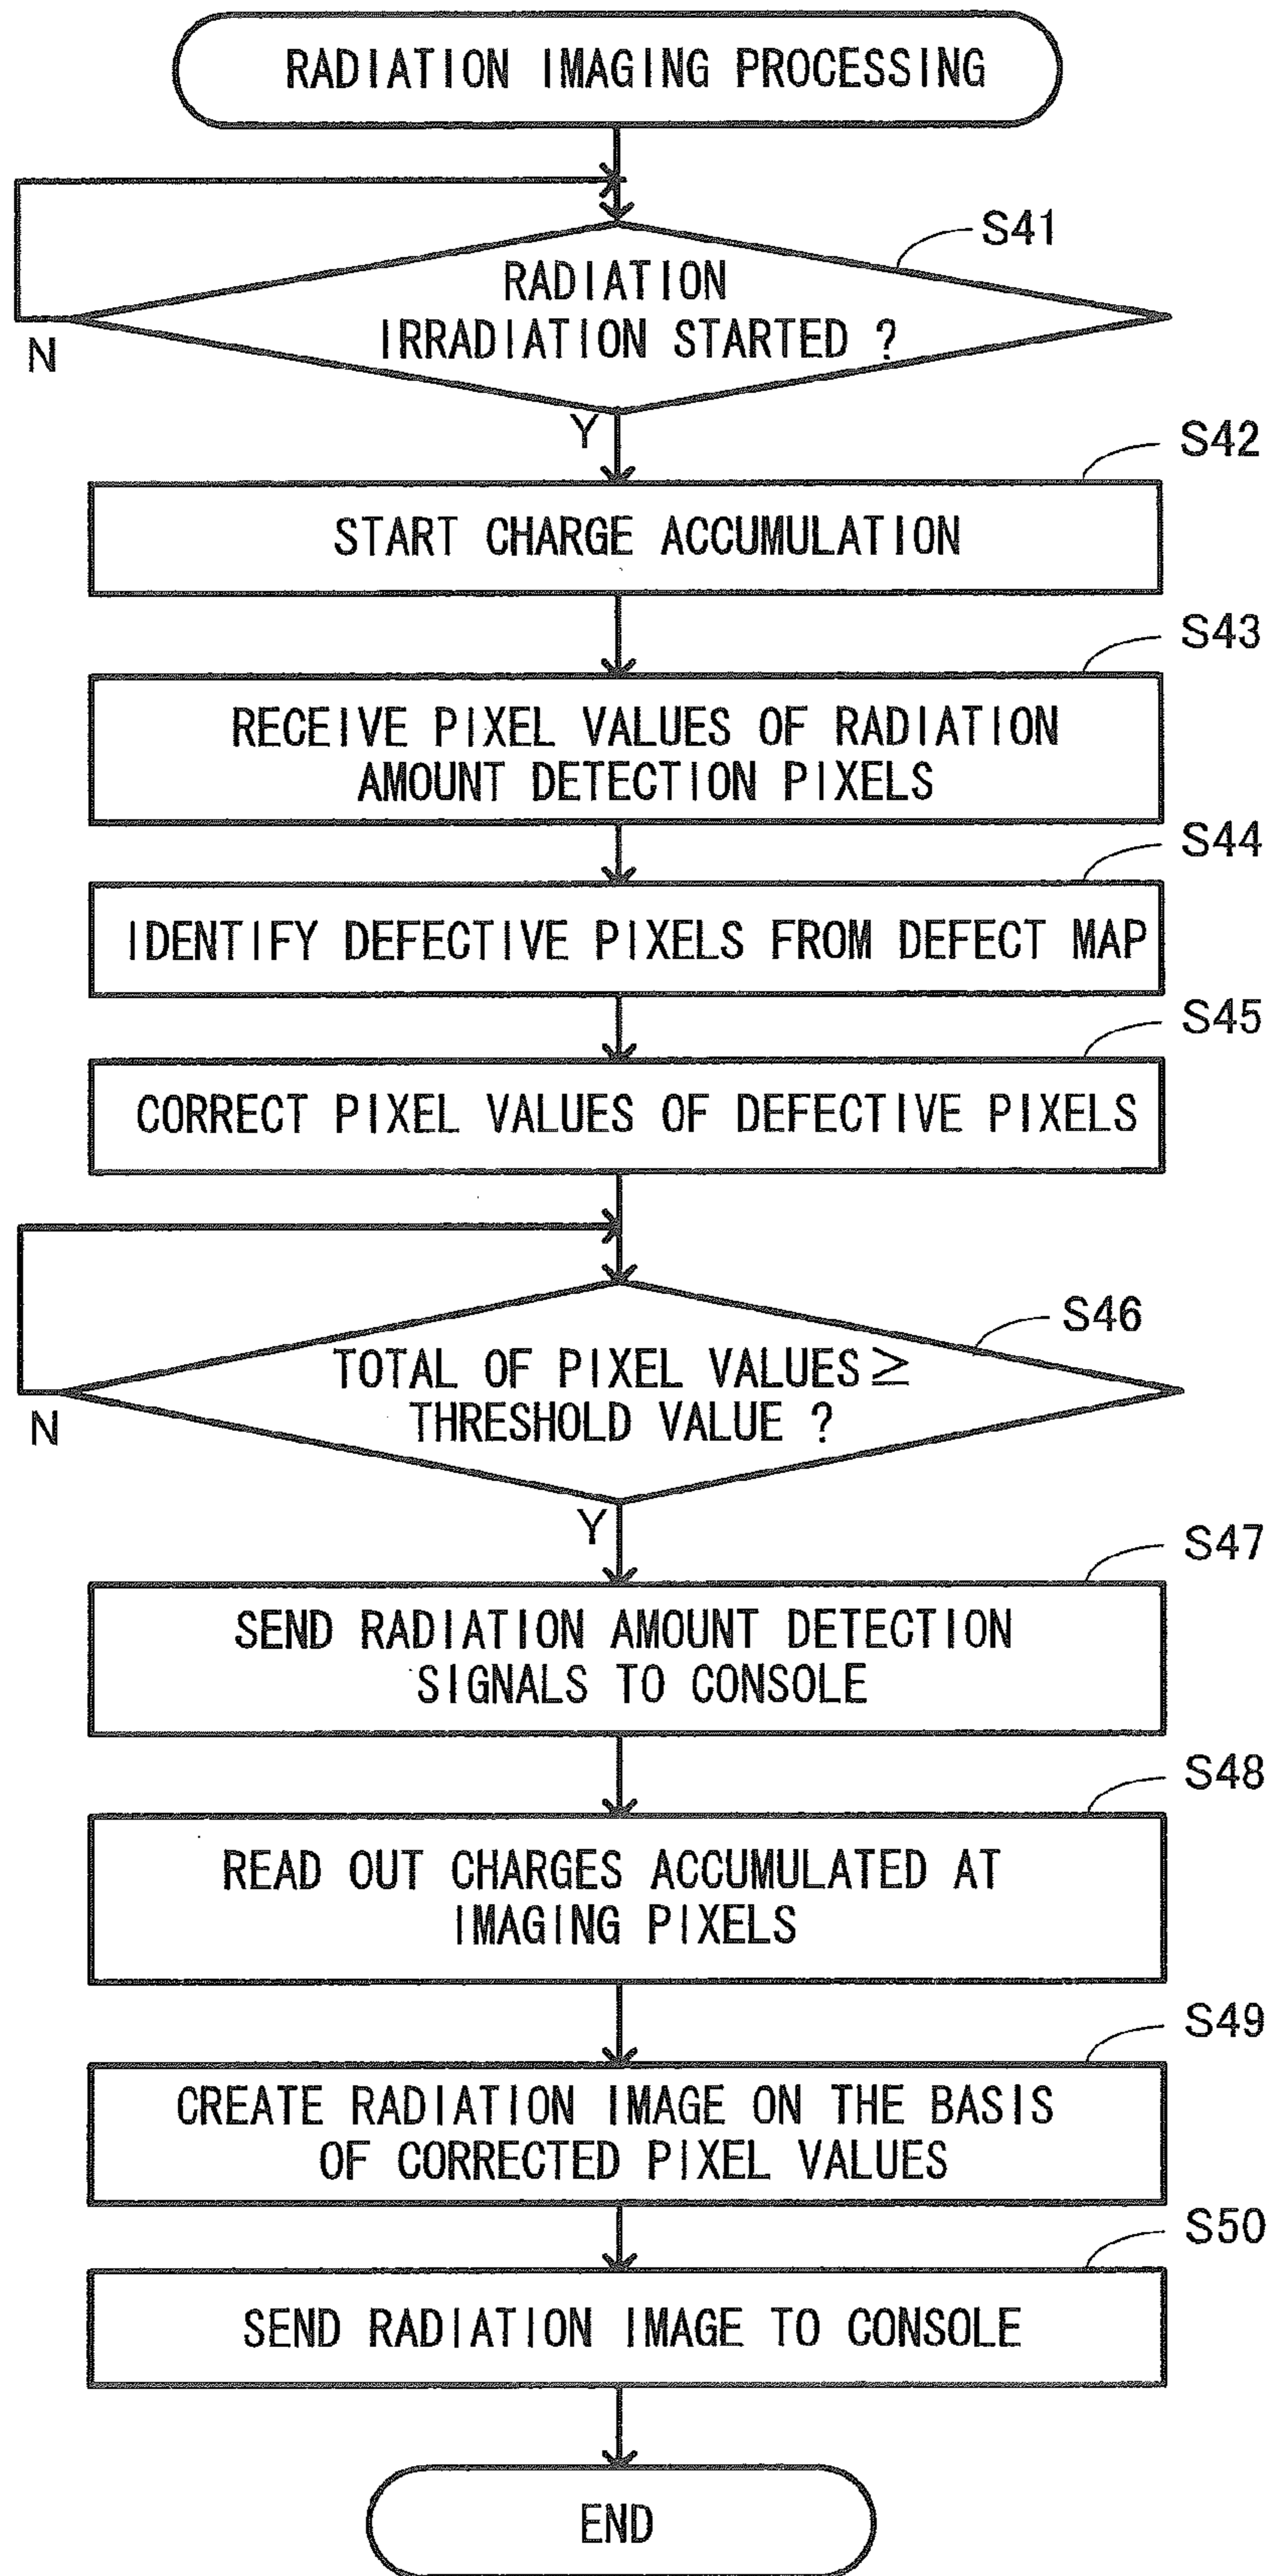 RADIATION IMAGING PROCESSING
S41
RADIATION
IRRADIATION STARTED ?
N
Y
S42
START CHARGE ACCUMULATION
S43
RECEIVE PIXEL VALUES OF RADIATION
AMOUNT DETECTION PIXELS
S44
IDENTIFY DEFECTIVE PIXELS FROM DEFECT MAP
S45
CORRECT PIXEL VALUES OF DEFECTIVE PIXELS
S46
TOTAL OF PIXEL VALUES ≧
THRESHOLD VALUE ?
N
Y
S47
SEND RADIATION AMOUNT DETECTION
SIGNALS TO CONSOLE
S48
READ OUT CHARGES ACCUMULATED AT
IMAGING PIXELS
S49
CREATE RADIATION IMAGE ON THE BASIS
OF CORRECTED PIXEL VALUES
S50
SEND RADIATION IMAGE TO CONSOLE
END